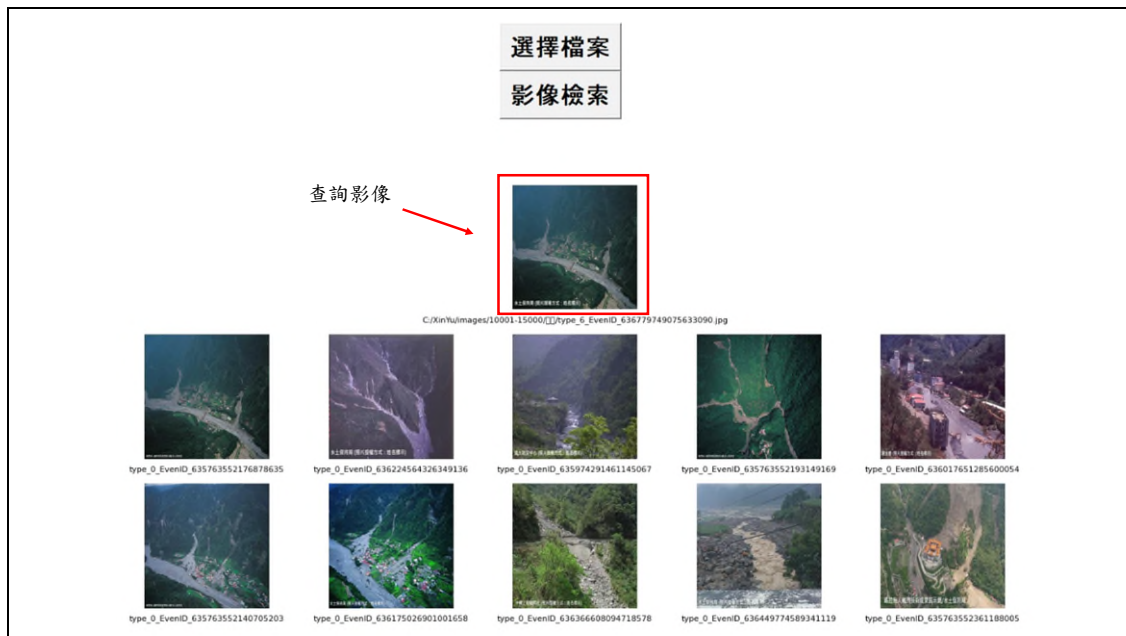 選擇檔案
影像檢索
查詢影像
C:/XinYu/images/10001-15000/▯▯/type_6_EvenID_636779749075633090.jpg
type_0_EvenID_635763552176878635
type_0_EvenID_636224564326349136
type_0_EvenID_635974291461145067
type_0_EvenID_635763552193149169
type_0_EvenID_636017651285600054
type_0_EvenID_635763552140705203
type_0_EvenID_636175026901001658
type_0_EvenID_636366608094718578
type_0_EvenID_636449774589341119
type_0_EvenID_635763552361188005